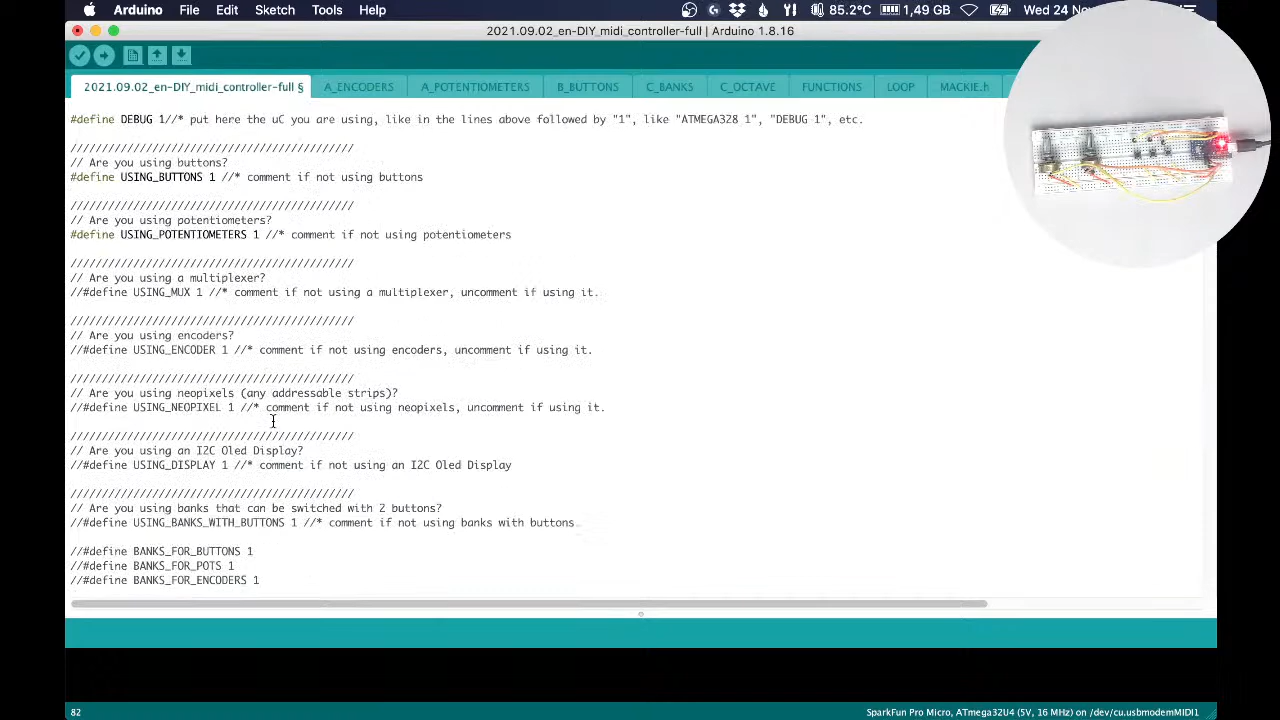 Arduino File Edit Sketch Tools Help 85.2°C 1,49 GB Wed 24 Nov
2021.09.02_en-DIY_midi_controller-full | Arduino 1.8.16
2021.09.02_en-DIY_midi_controller-full § A_ENCODERS A_POTENTIOMETERS B_BUTTONS C_BANKS C_OCTAVE FUNCTIONS LOOP MACKIE.h
#define DEBUG 1//* put here the uC you are using, like in the lines above followed by "1", like "ATMEGA328 1", "DEBUG 1", etc.
/////////////////////////////////////////////
// Are you using buttons?
#define USING_BUTTONS 1 //* comment if not using buttons
/////////////////////////////////////////////
// Are you using potentiometers?
#define USING_POTENTIOMETERS 1 //* comment if not using potentiometers
/////////////////////////////////////////////
// Are you using a multiplexer?
//#define USING_MUX 1 //* comment if not using a multiplexer, uncomment if using it.
/////////////////////////////////////////////
// Are you using encoders?
//#define USING_ENCODER 1 //* comment if not using encoders, uncomment if using it.
/////////////////////////////////////////////
// Are you using neopixels (any addressable strips)?
//#define USING_NEOPIXEL 1 //* comment if not using neopixels, uncomment if using it.
/////////////////////////////////////////////
// Are you using an I2C Oled Display?
//#define USING_DISPLAY 1 //* comment if not using an I2C Oled Display
/////////////////////////////////////////////
// Are you using banks that can be switched with 2 buttons?
//#define USING_BANKS_WITH_BUTTONS 1 //* comment if not using banks with buttons
//#define BANKS_FOR_BUTTONS 1
//#define BANKS_FOR_POTS 1
//#define BANKS_FOR_ENCODERS 1
82 SparkFun Pro Micro, ATmega32U4 (5V, 16 MHz) on /dev/cu.usbmodemMIDI1